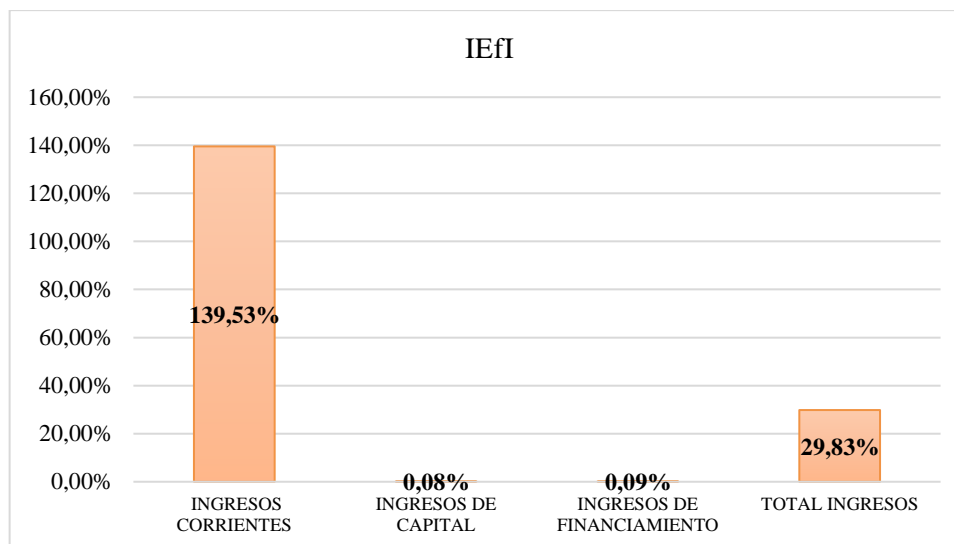 IEfI
160,00%
140,00%
120,00%
100,00%
80,00%
60,00%
40,00%
20,00%
0,00%
139,53%
0,08%
0,09%
29,83%
INGRESOS
CORRIENTES
INGRESOS DE
CAPITAL
INGRESOS DE
FINANCIAMIENTO
TOTAL INGRESOS